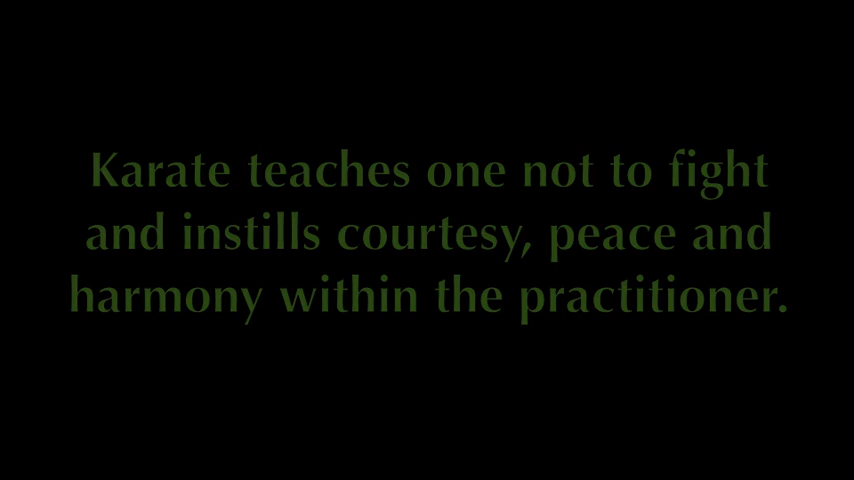 Karate teaches one not to fight
and instills courtesy, peace and
harmony within the practitioner.